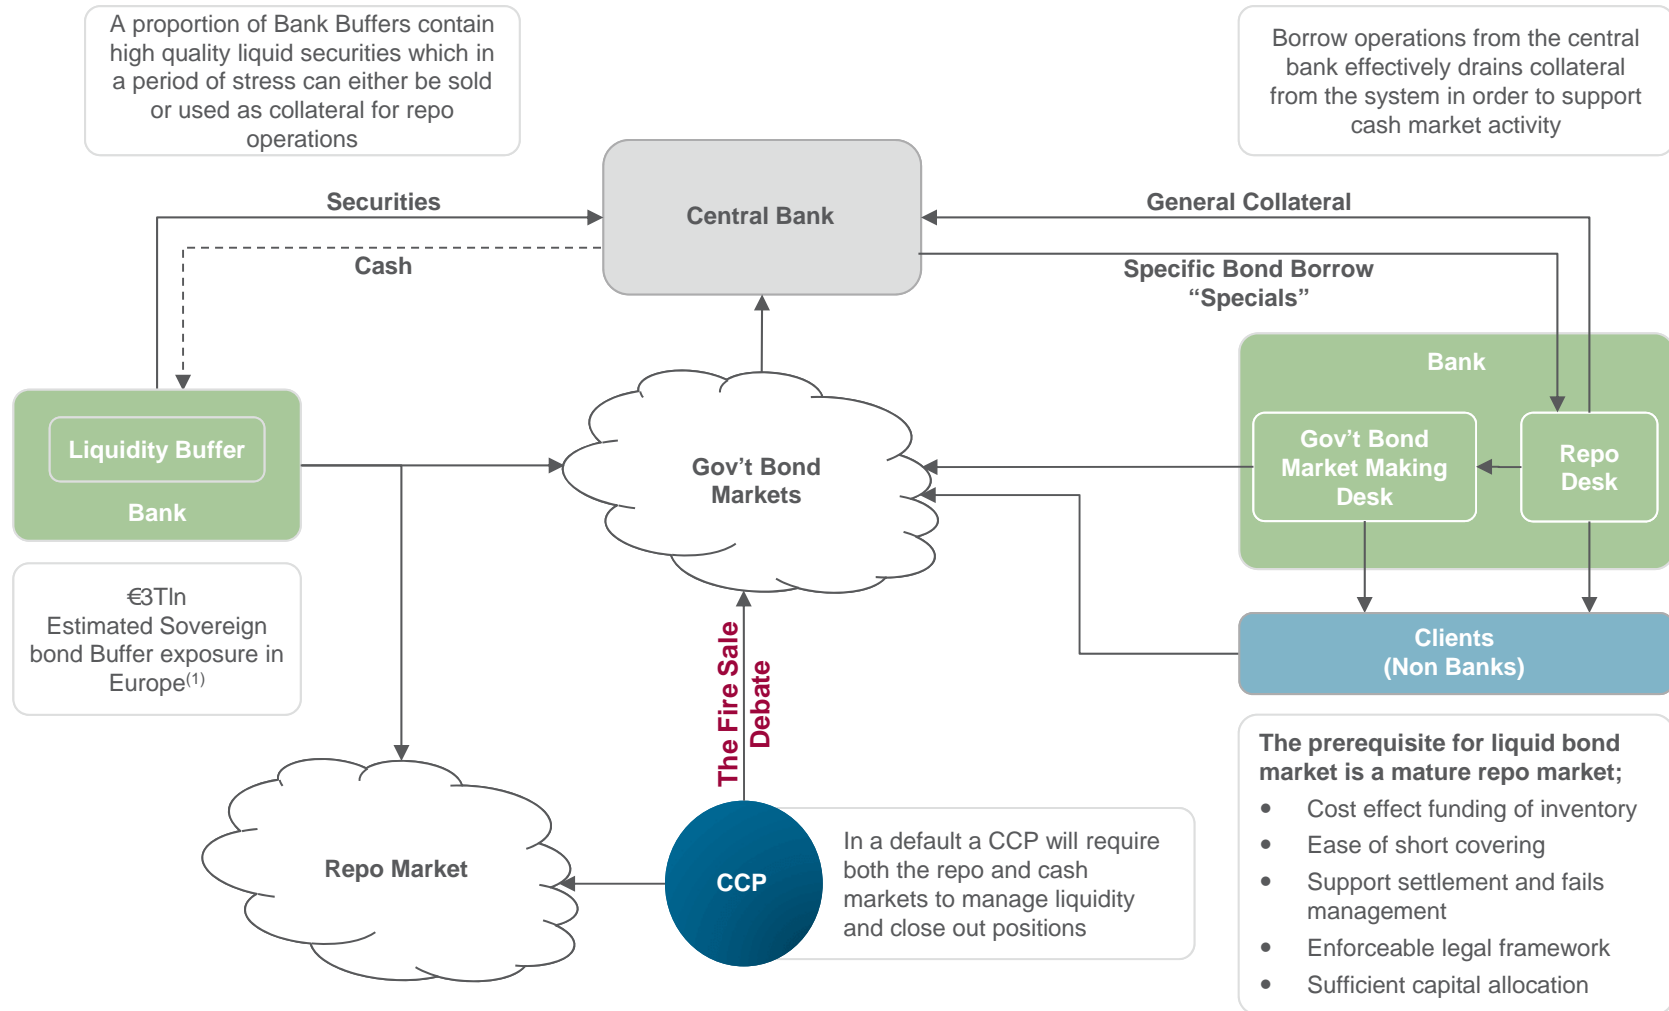 A proportion of Bank Buffers contain
high quality liquid securities which in
a period of stress can either be sold
or used as collateral for repo
operations
Borrow operations from the central
bank effectively drains collateral
from the system in order to support
cash market activity
Securities
Central Bank
General Collateral
Cash
Specific Bond Borrow
“Specials”
Bank
Liquidity Buffer
Bank
Gov’t Bond
Markets
Gov’t Bond
Market Making
Desk
Repo
Desk
€3Tln
Estimated Sovereign
bond Buffer exposure in
Europe(1)
The Fire Sale
Debate
Clients
(Non Banks)
Repo Market
CCP
In a default a CCP will require
both the repo and cash
markets to manage liquidity
and close out positions
The prerequisite for liquid bond
market is a mature repo market;
• Cost effect funding of inventory
• Ease of short covering
• Support settlement and fails
management
• Enforceable legal framework
• Sufficient capital allocation